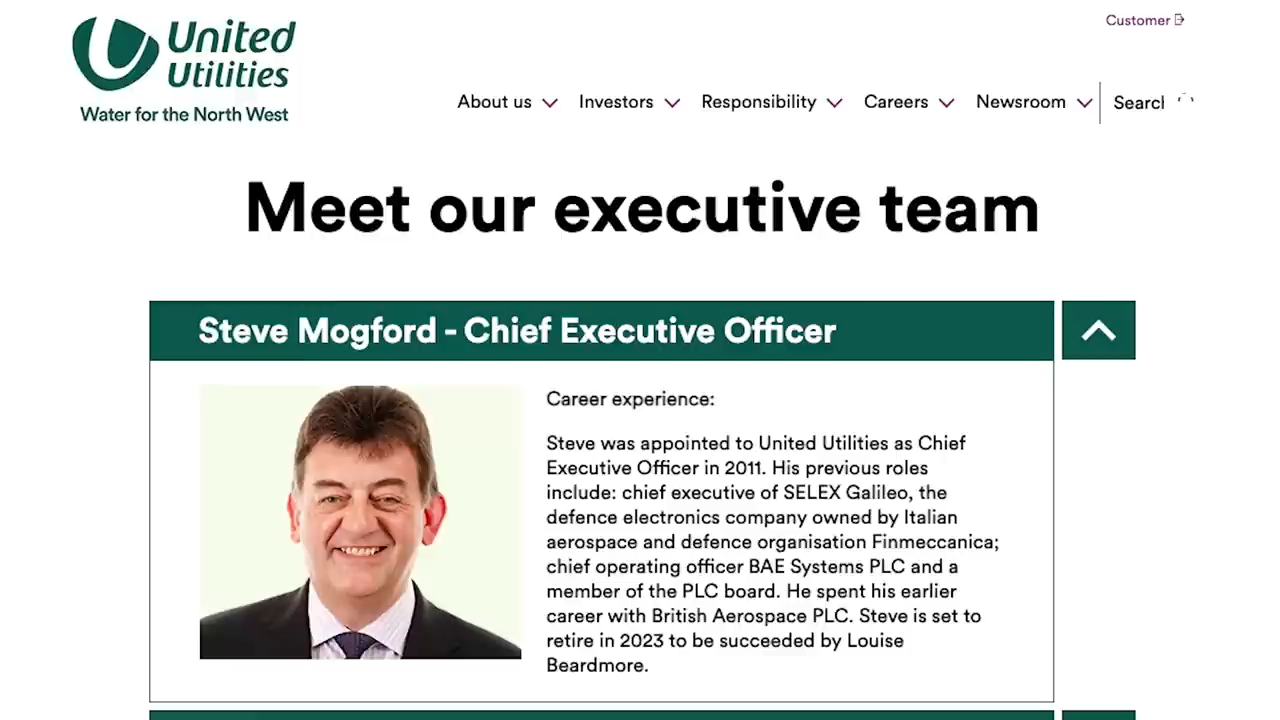 United
Utilities
Water for the North West
Customer
About us
Investors
Responsibility
Careers
Newsroom
Search
Meet our executive team
Steve Mogford - Chief Executive Officer
Career experience:
Steve was appointed to United Utilities as Chief
Executive Officer in 2011. His previous roles
include: chief executive of SELEX Galileo, the
defence electronics company owned by Italian
aerospace and defence organisation Finmeccanica;
chief operating officer BAE Systems PLC and a
member of the PLC board. He spent his earlier
career with British Aerospace PLC. Steve is set to
retire in 2023 to be succeeded by Louise
Beardmore.